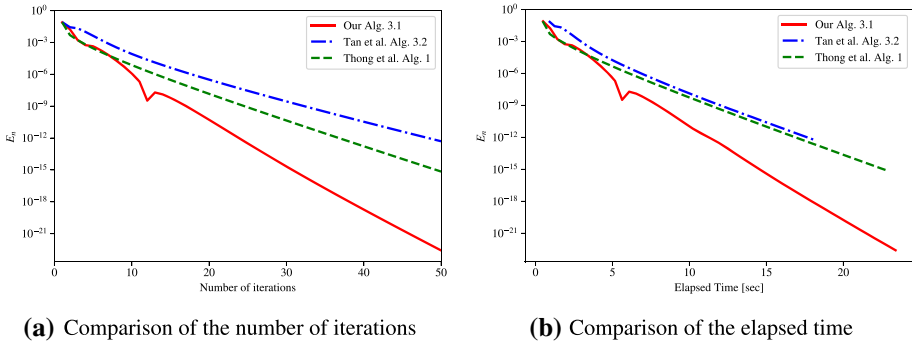 10^0
10^-3
10^-6
10^-9
10^-12
10^-15
10^-18
10^-21
E_n
0 10 20 30 40 50
Number of iterations
Our Alg. 3.1
Tan et al. Alg. 3.2
Thong et al. Alg. 1
(a) Comparison of the number of iterations
10^0
10^-3
10^-6
10^-9
10^-12
10^-15
10^-18
10^-21
E_n
0 5 10 15 20
Elapsed Time [sec]
Our Alg. 3.1
Tan et al. Alg. 3.2
Thong et al. Alg. 1
(b) Comparison of the elapsed time